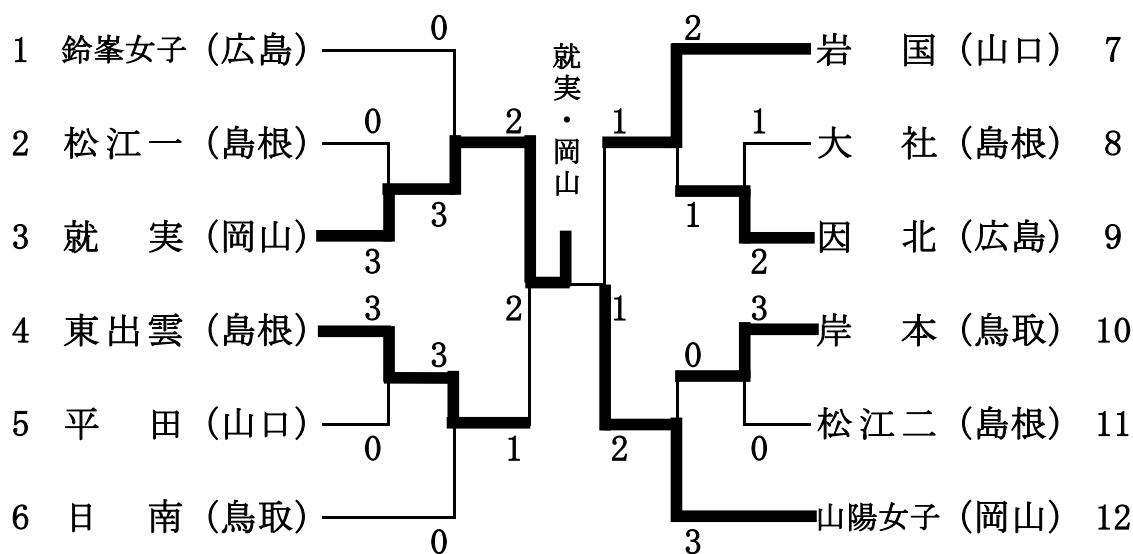 1 鈴峯女子 (広島)
2 松江一 (島根)
3 就実 (岡山)
4 東出雲 (島根)
5 平田 (山口)
6 日南 (鳥取)
0
0
3
3
3
3
0
0
2
2
1
就実・岡山
1
1
2
2
1
0
3
1
2
3
0
岩国 (山口) 7
大社 (島根) 8
因北 (広島) 9
岸本 (鳥取) 10
松江二 (島根) 11
山陽女子 (岡山) 12